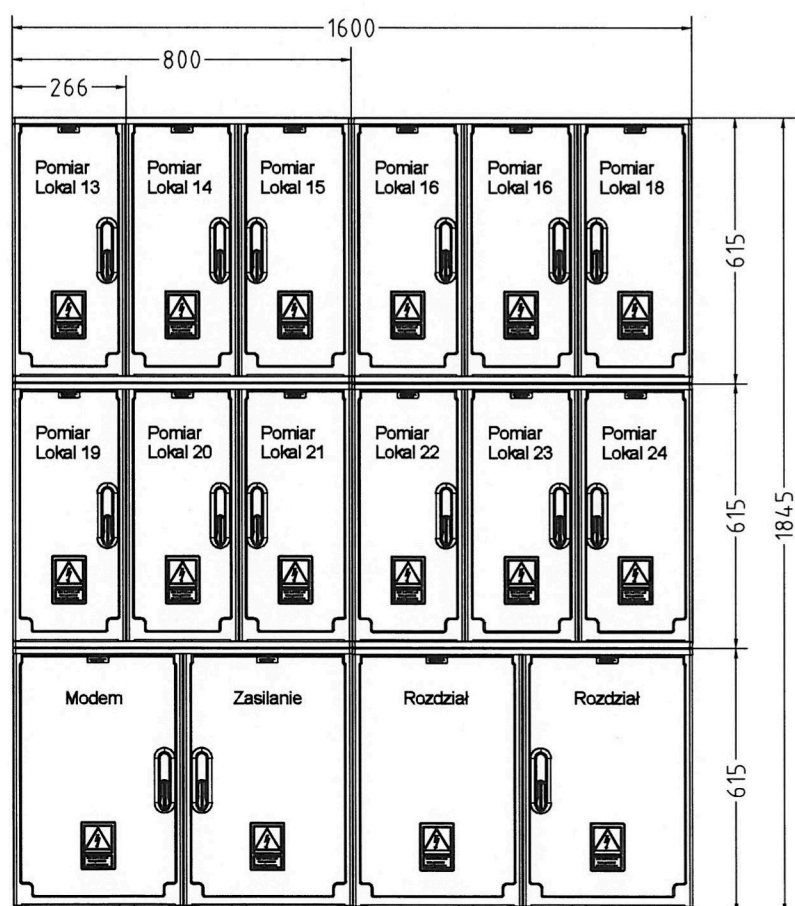 1600
800
266
Pomiar
Lokal 13
Pomiar
Lokal 14
Pomiar
Lokal 15
Pomiar
Lokal 16
Pomiar
Lokal 16
Pomiar
Lokal 18
615
Pomiar
Lokal 19
Pomiar
Lokal 20
Pomiar
Lokal 21
Pomiar
Lokal 22
Pomiar
Lokal 23
Pomiar
Lokal 24
615
1845
Modem
Zasilanie
Rozdział
Rozdział
615